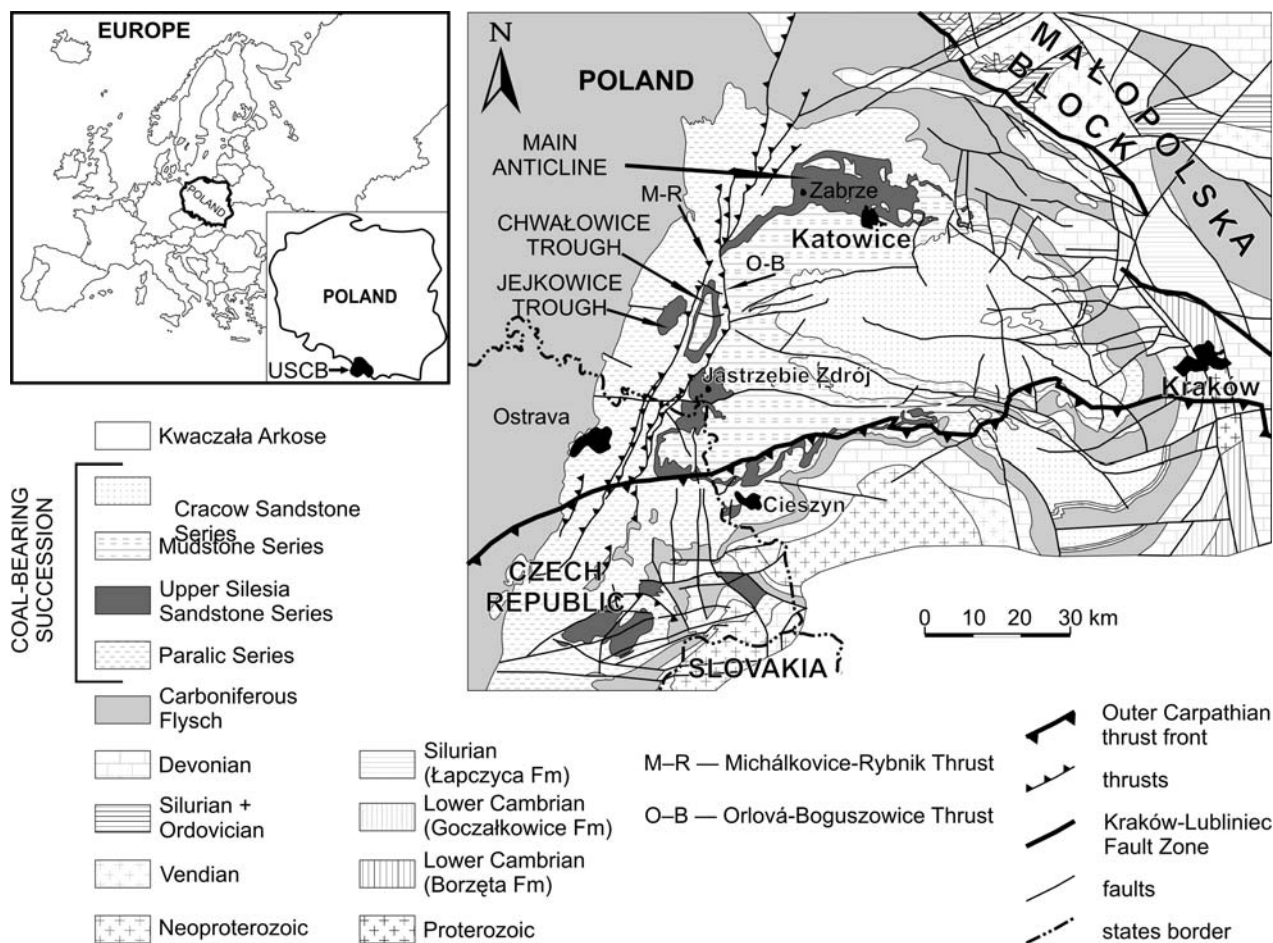 EUROPE
POLAND
POLAND
USCB
N
POLAND
MAŁOPOLSKA
BLOCK
MAIN
ANTICLINE
Zabrze
M-R
Katowice
CHWAŁOWICE
TROUGH
O-B
JEJKOWICE
TROUGH
Jastrzębie Zdrój
Kraków
Ostrava
Cieszyn
CZECH
REPUBLIC
SLOVAKIA
0 10 20 30 km
COAL-BEARING
SUCCESSION
Kwaczała Arkose
Cracow Sandstone
Series
Mudstone Series
Upper Silesia
Sandstone Series
Paralic Series
Carboniferous
Flysch
Devonian
Silurian +
Ordovician
Vendian
Neoproterozoic
Silurian
(Łapczyca Fm)
Lower Cambrian
(Goczałkowice Fm)
Lower Cambrian
(Borzęta Fm)
Proterozoic
M–R — Michálkovice-Rybnik Thrust
O–B — Orlová-Boguszowice Thrust
Outer Carpathian
thrust front
thrusts
Kraków-Lubliniec
Fault Zone
faults
states border